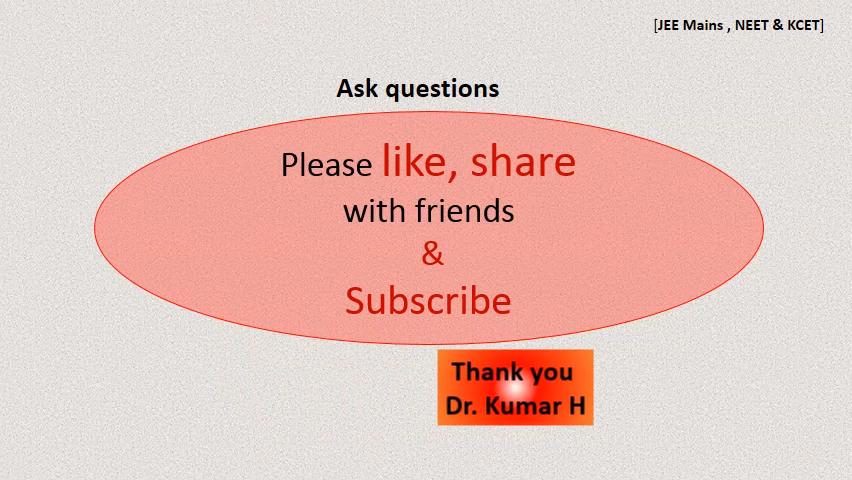 [JEE Mains , NEET & KCET]
Ask questions
Please like, share
with friends
&
Subscribe
Thank you
Dr. Kumar H